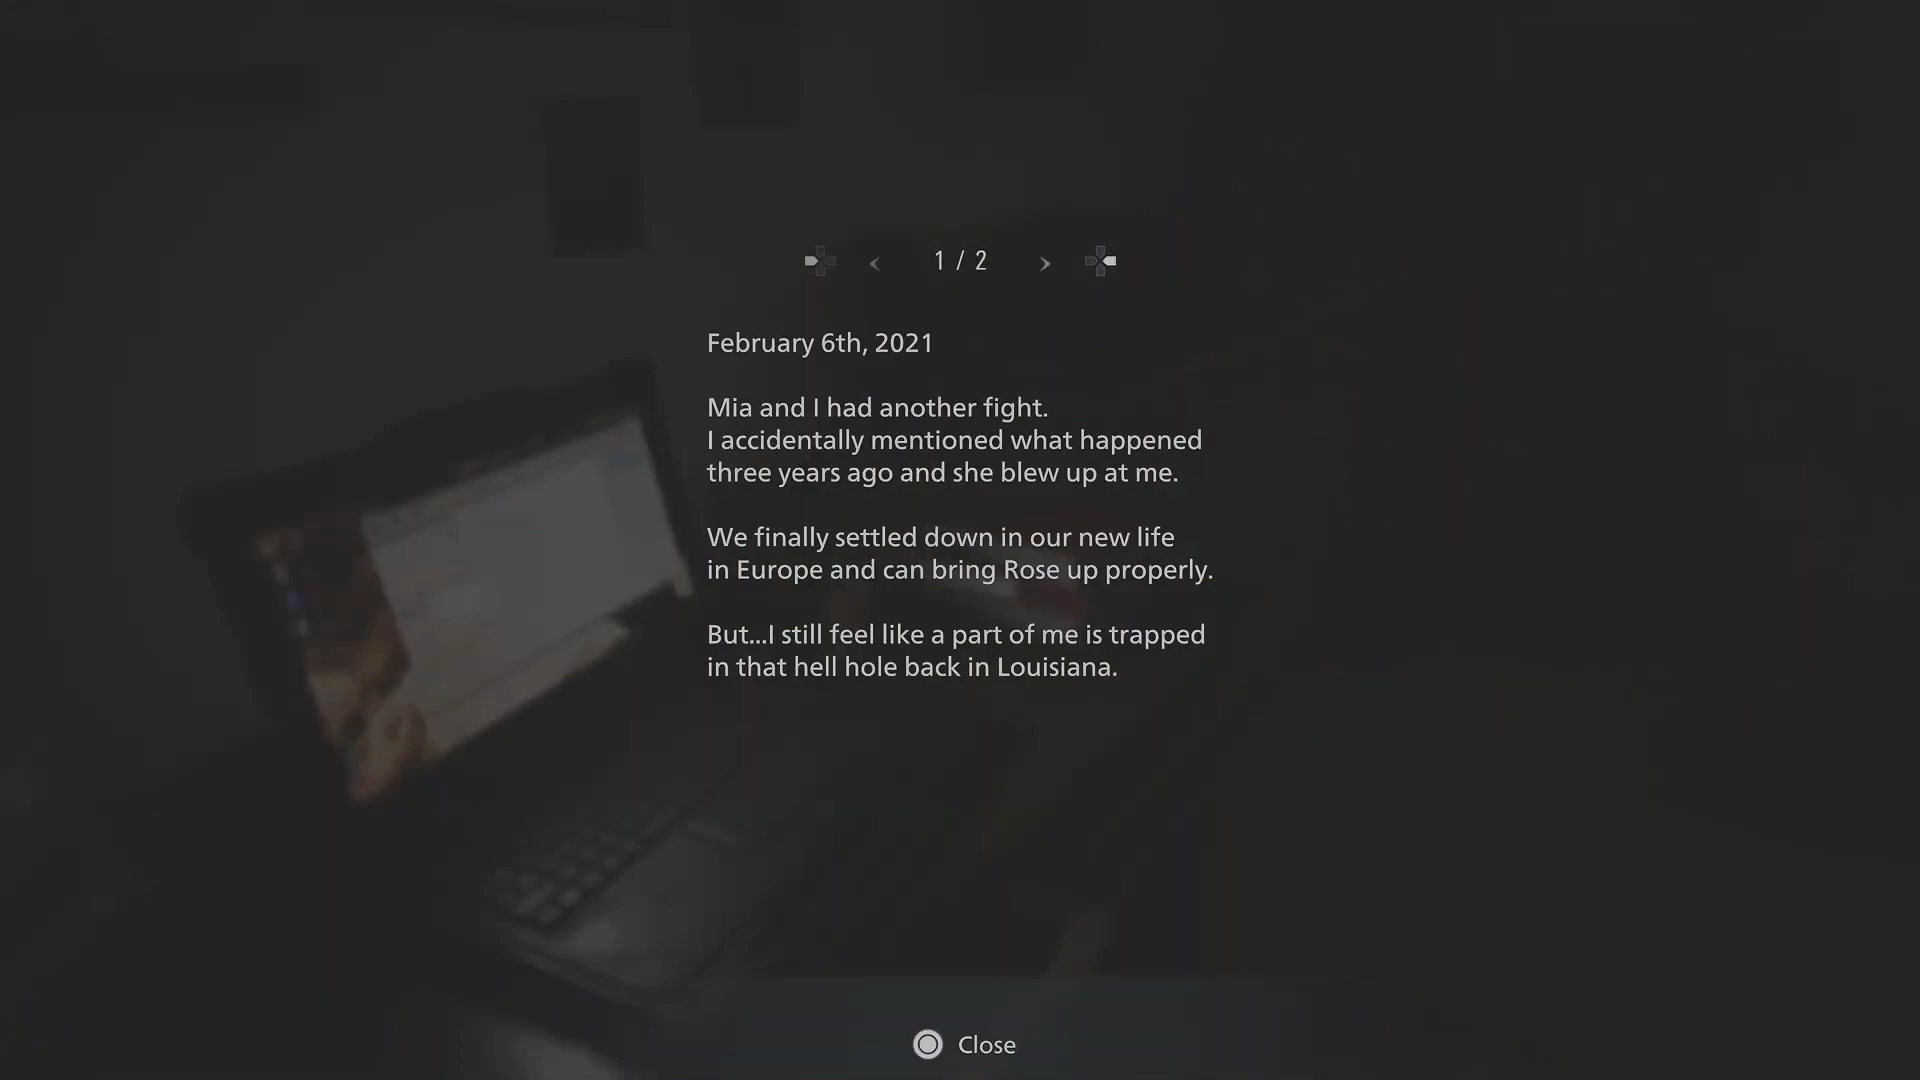 1 / 2
February 6th, 2021
Mia and I had another fight.
I accidentally mentioned what happened
three years ago and she blew up at me.
We finally settled down in our new life
in Europe and can bring Rose up properly.
But...I still feel like a part of me is trapped
in that hell hole back in Louisiana.
Close